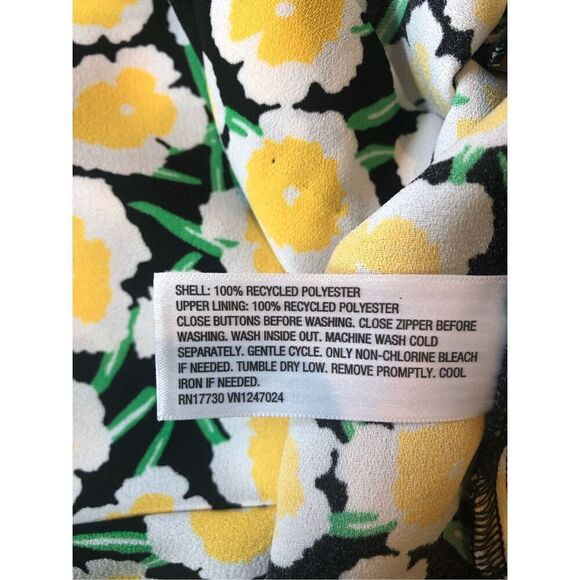 SHELL: 100% RECYCLED POLYESTER
UPPER LINING: 100% RECYCLED POLYESTER
CLOSE BUTTONS BEFORE WASHING. CLOSE ZIPPER BEFORE
WASHING. WASH INSIDE OUT. MACHINE WASH COLD
SEPARATELY. GENTLE CYCLE. ONLY NON-CHLORINE BLEACH
IF NEEDED. TUMBLE DRY LOW. REMOVE PROMPTLY. COOL
IRON IF NEEDED.
RN17730 VN1247024